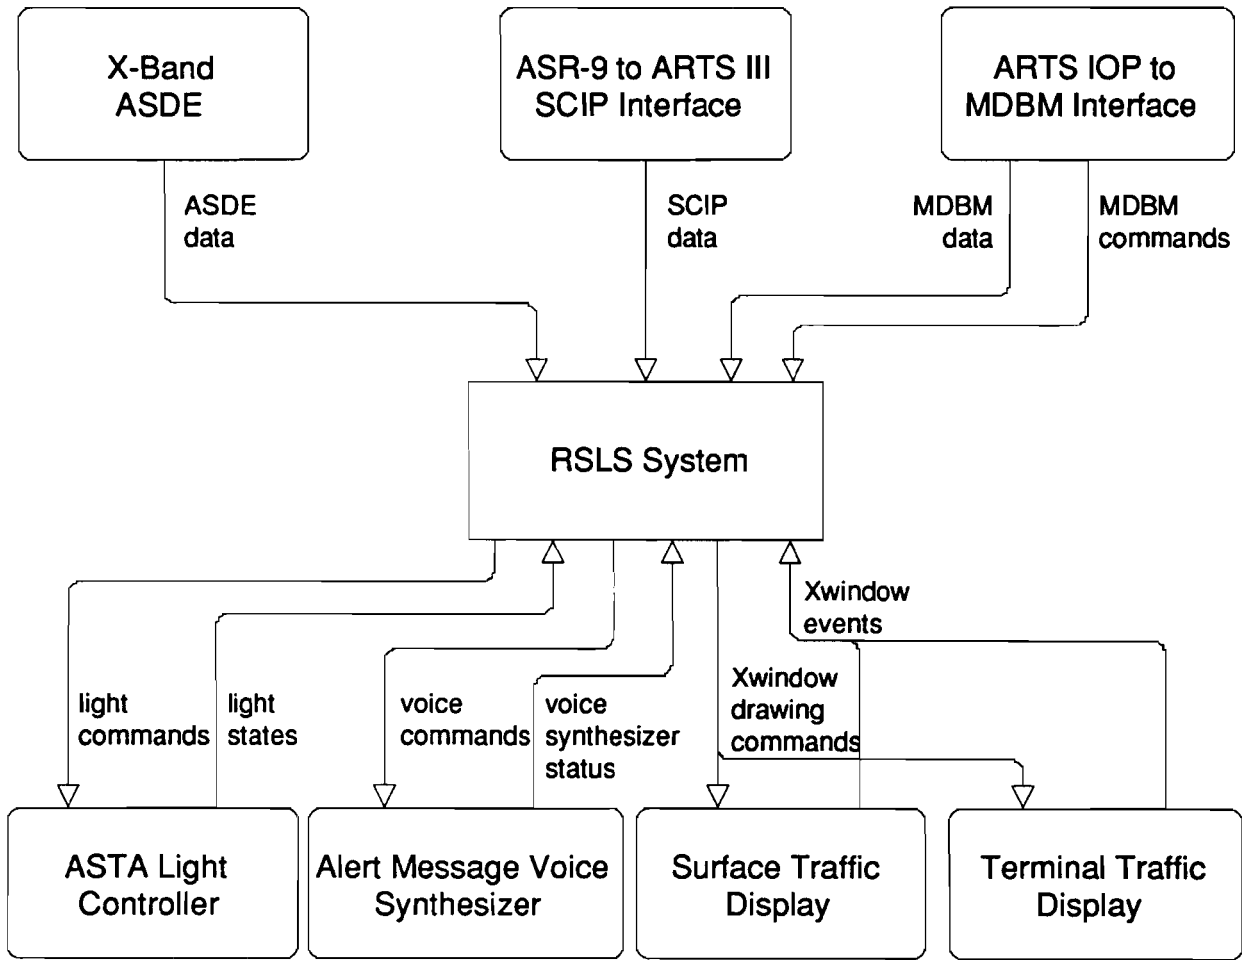 X-Band
ASDE
ASR-9 to ARTS III
SCIP Interface
ARTS IOP to
MDBM Interface
ASDE
data
SCIP
data
MDBM
data
MDBM
commands
RSLS System
Xwindow
events
light
commands
light
states
voice
commands
voice
synthesizer
status
Xwindow
drawing
commands
ASTA Light
Controller
Alert Message Voice
Synthesizer
Surface Traffic
Display
Terminal Traffic
Display